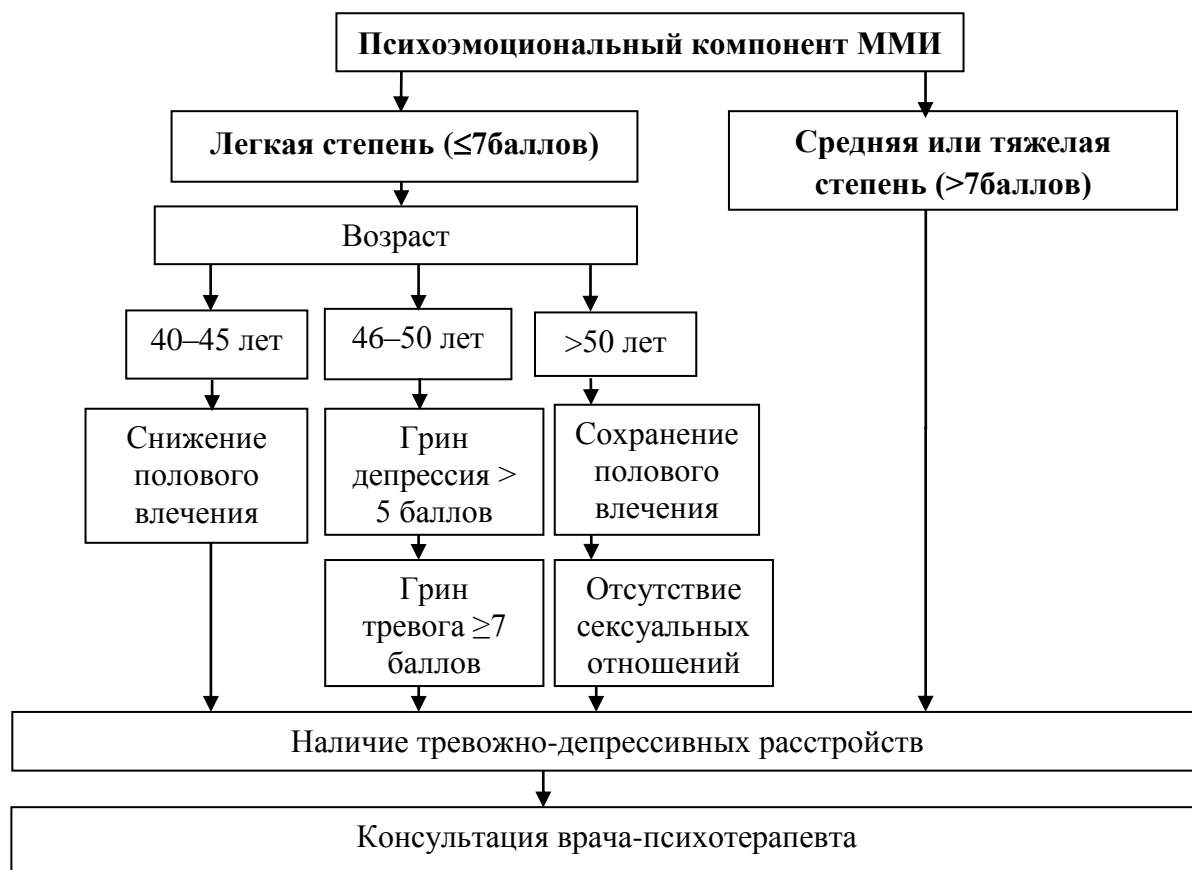 Психоэмоциональный компонент ММИ
Легкая степень (≤7баллов)
Средняя или тяжелая
степень (>7баллов)
Возраст
40–45 лет
46–50 лет
>50 лет
Снижение
полового
влечения
Грин
депрессия >
5 баллов
Сохранение
полового
влечения
Грин
тревога ≥7
баллов
Отсутствие
сексуальных
отношений
Наличие тревожно-депрессивных расстройств
Консультация врача-психотерапевта